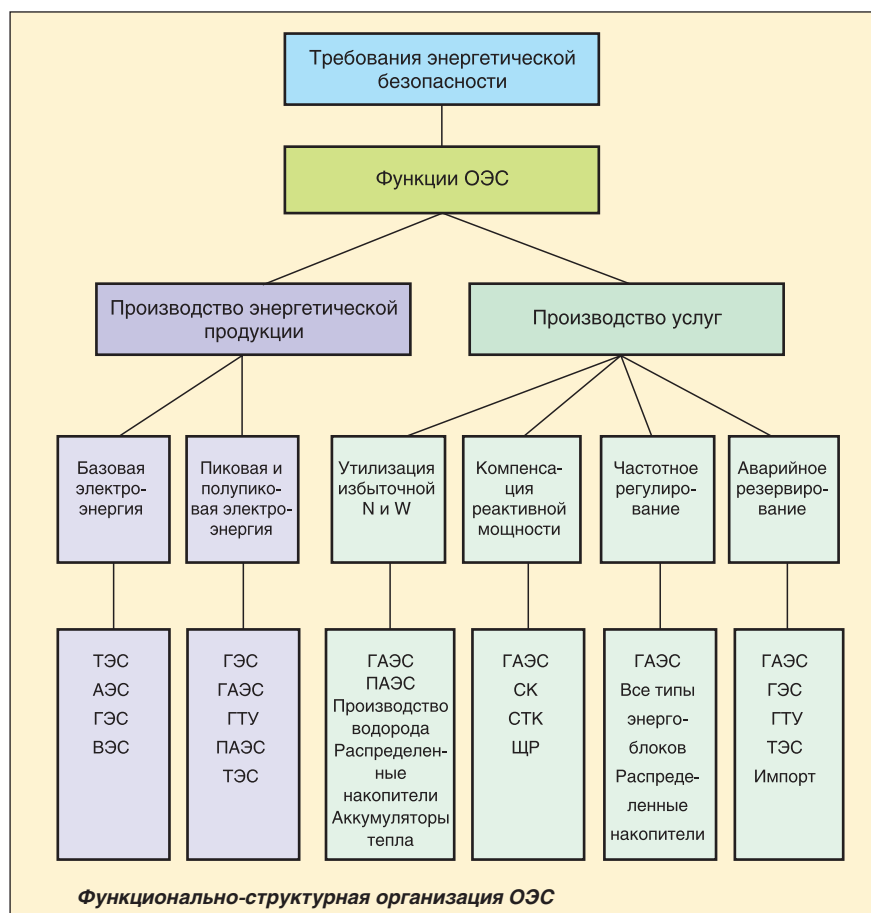 Требования энергетической
безопасности
Функции ОЭС
Производство энергетической
продукции
Производство услуг
Базовая
электро-
энергия
Пиковая и
полупико-
вая электро-
энергия
Утилизация
избыточной
N и W
Компенса-
ция
реактивной
мощности
Частотное
регулиро-
вание
Аварийное
резервиро-
вание
ТЭС
АЭС
ГЭС
ВЭС
ГЭС
ГАЭС
ГТУ
ПАЭС
ТЭС
ГАЭС
ПАЭС
Производство
водорода
Распределен-
ные
накопители
Аккумуляторы
тепла
ГАЭС
СК
СТК
ЩР
ГАЭС
Все типы
энерго-
блоков
Распреде-
ленные
накопители
ГАЭС
ГЭС
ГТУ
ТЭС
Импорт
Функционально-структурная организация ОЭС